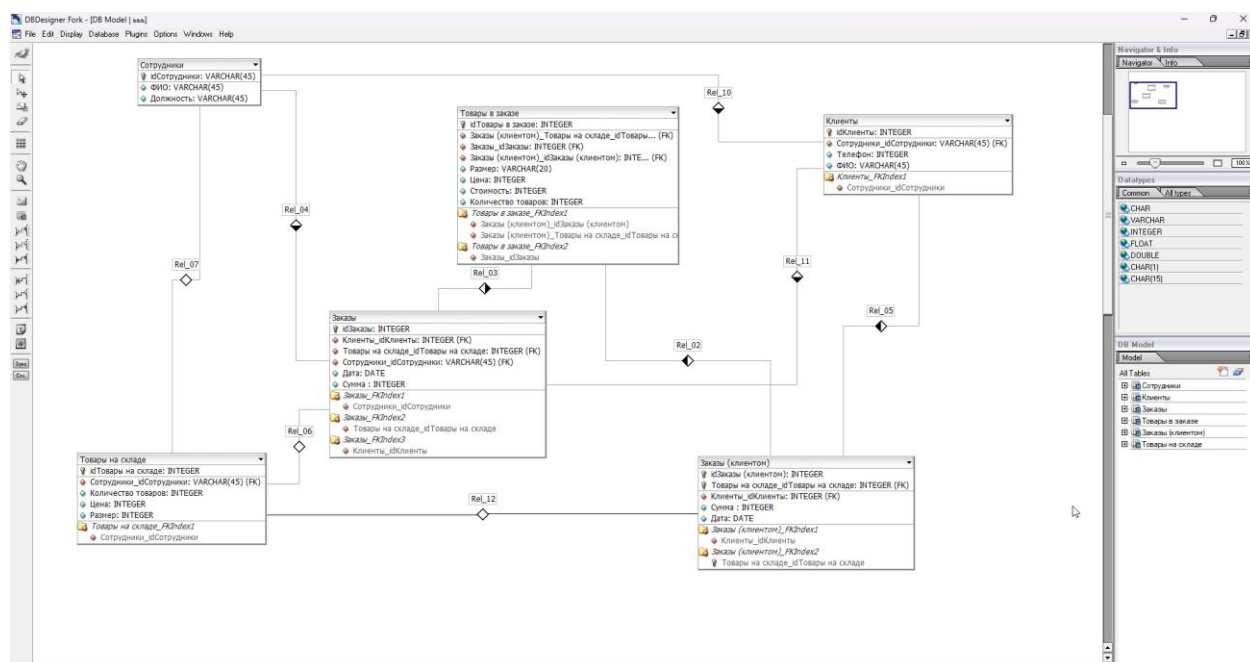 DBDesigner Fork - [DB Model | bbb]
File Edit Display Database Plugins Options Windows Help
Сотрудники
idСотрудники: VARCHAR(45)
ФИО: VARCHAR(45)
Должность: VARCHAR(45)
Rel_10
Товары в заказе
idТовары в заказе: INTEGER
Заказы (клиентом)_Товары на складе_idТовары... (FK)
Заказы_idЗаказы: INTEGER (FK)
Заказы (клиентом)_idЗаказы (клиентом): INTE... (FK)
Размер: VARCHAR(20)
Цена: INTEGER
Стоимость: INTEGER
Количество товаров: INTEGER
Товары в заказе_FKIndex1
Заказы (клиентом)_idЗаказы (клиентом)
Заказы (клиентом)_Товары на складе_idТовары на с
Товары в заказе_FKIndex2
Заказы_idЗаказы
Клиенты
idКлиенты: INTEGER
Сотрудники_idСотрудники: VARCHAR(45) (FK)
Телефон: INTEGER
ФИО: VARCHAR(45)
Клиенты_FKIndex1
Сотрудники_idСотрудники
Rel_04
Rel_07
Rel_03
Rel_11
Rel_05
Rel_02
Заказы
idЗаказы: INTEGER
Клиенты_idКлиенты: INTEGER (FK)
Товары на складе_idТовары на складе: INTEGER (FK)
Сотрудники_idСотрудники: VARCHAR(45) (FK)
Дата: DATE
Сумма : INTEGER
Заказы_FKIndex1
Сотрудники_idСотрудники
Заказы_FKIndex2
Товары на складе_idТовары на складе
Заказы_FKIndex3
Клиенты_idКлиенты
Rel_06
Товары на складе
idТовары на складе: INTEGER
Сотрудники_idСотрудники: VARCHAR(45) (FK)
Количество товаров: INTEGER
Цена: INTEGER
Размер: INTEGER
Товары на складе_FKIndex1
Сотрудники_idСотрудники
Rel_12
Заказы (клиентом)
idЗаказы (клиентом): INTEGER
Товары на складе_idТовары на складе: INTEGER (FK)
Клиенты_idКлиенты: INTEGER (FK)
Сумма : INTEGER
Дата: DATE
Заказы (клиентом)_FKIndex1
Клиенты_idКлиенты
Заказы (клиентом)_FKIndex2
Товары на складе_idТовары на складе
Navigator & Info
Navigator Info
100%
Datatypes
Common All types
CHAR
VARCHAR
INTEGER
FLOAT
DOUBLE
CHAR(1)
CHAR(15)
DB Model
Model
All Tables
Сотрудники
Клиенты
Заказы
Товары в заказе
Заказы (клиентом)
Товары на складе
Sync